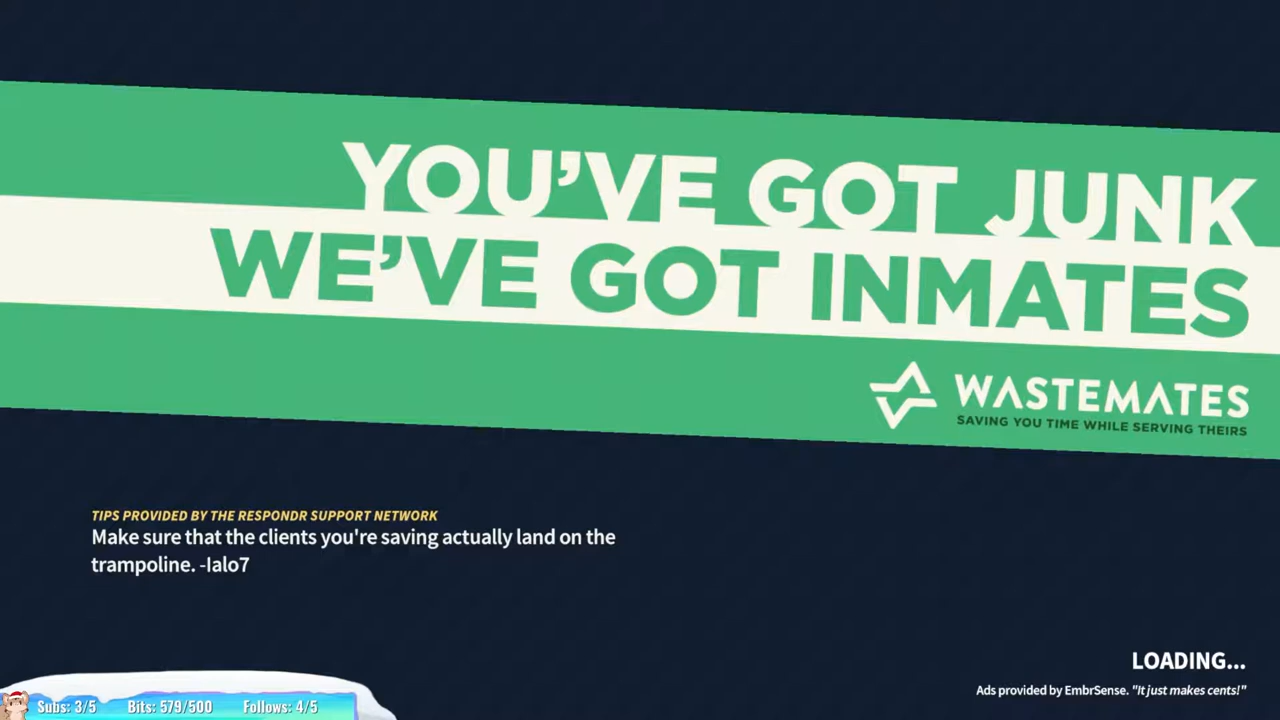 YOU'VE GOT JUNK
WE'VE GOT INMATES
WASTEMATES
SAVING YOU TIME WHILE SERVING THEIRS
TIPS PROVIDED BY THE RESPONDR SUPPORT NETWORK
Make sure that the clients you're saving actually land on the
trampoline. -Ialo7
LOADING...
Ads provided by EmbrSense. "It just makes cents!"
Subs: 3/5 Bits: 579/500 Follows: 4/5